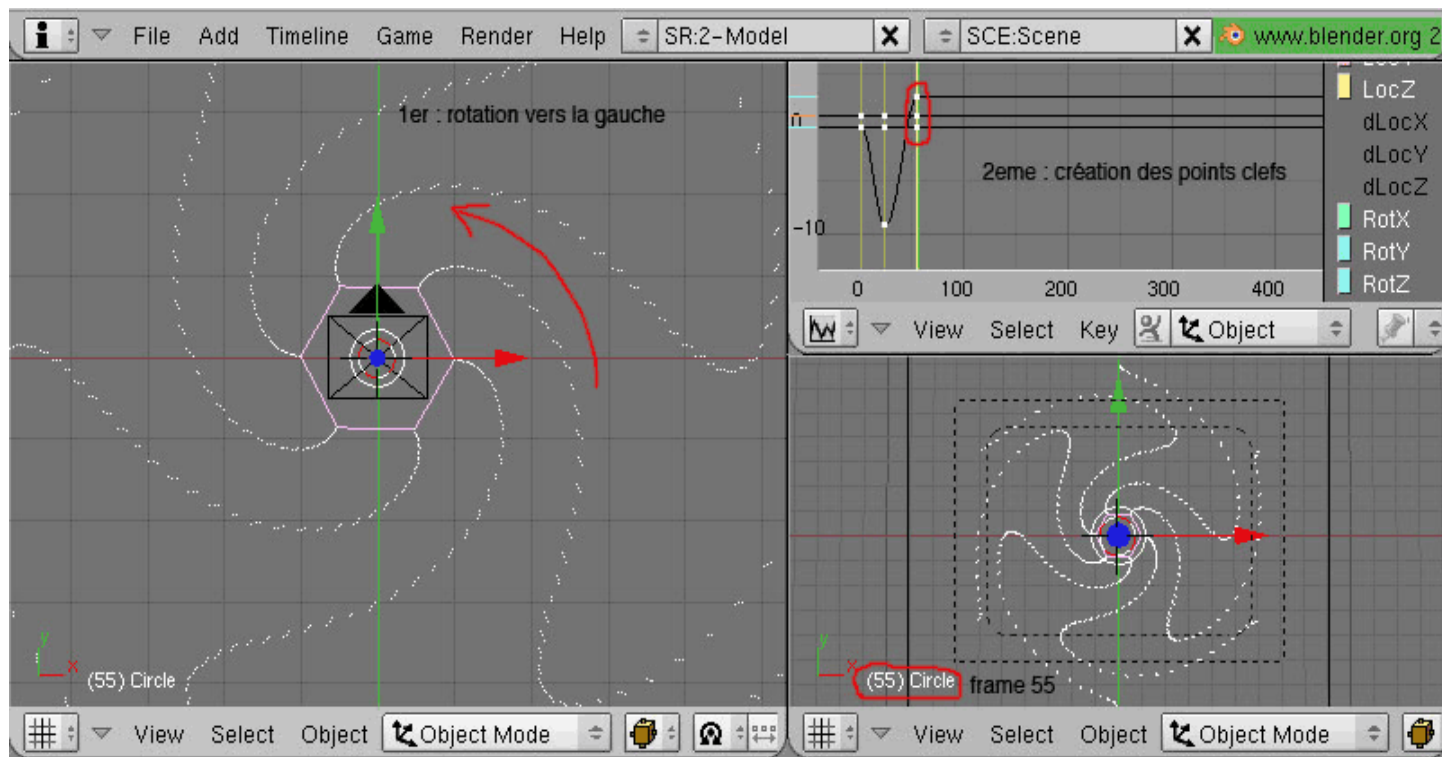 File Add Timeline Game Render Help SR:2-Model SCE:Scene www.blender.org 2
1er : rotation vers la gauche
y
x
(55) Circle
View Select Object Object Mode
0
-10
2eme : création des points clefs
0 100 200 300 400
LocZ
dLocX
dLocY
dLocZ
RotX
RotY
RotZ
View Select Key Object
x
(55) Circle frame 55
View Select Object Object Mode